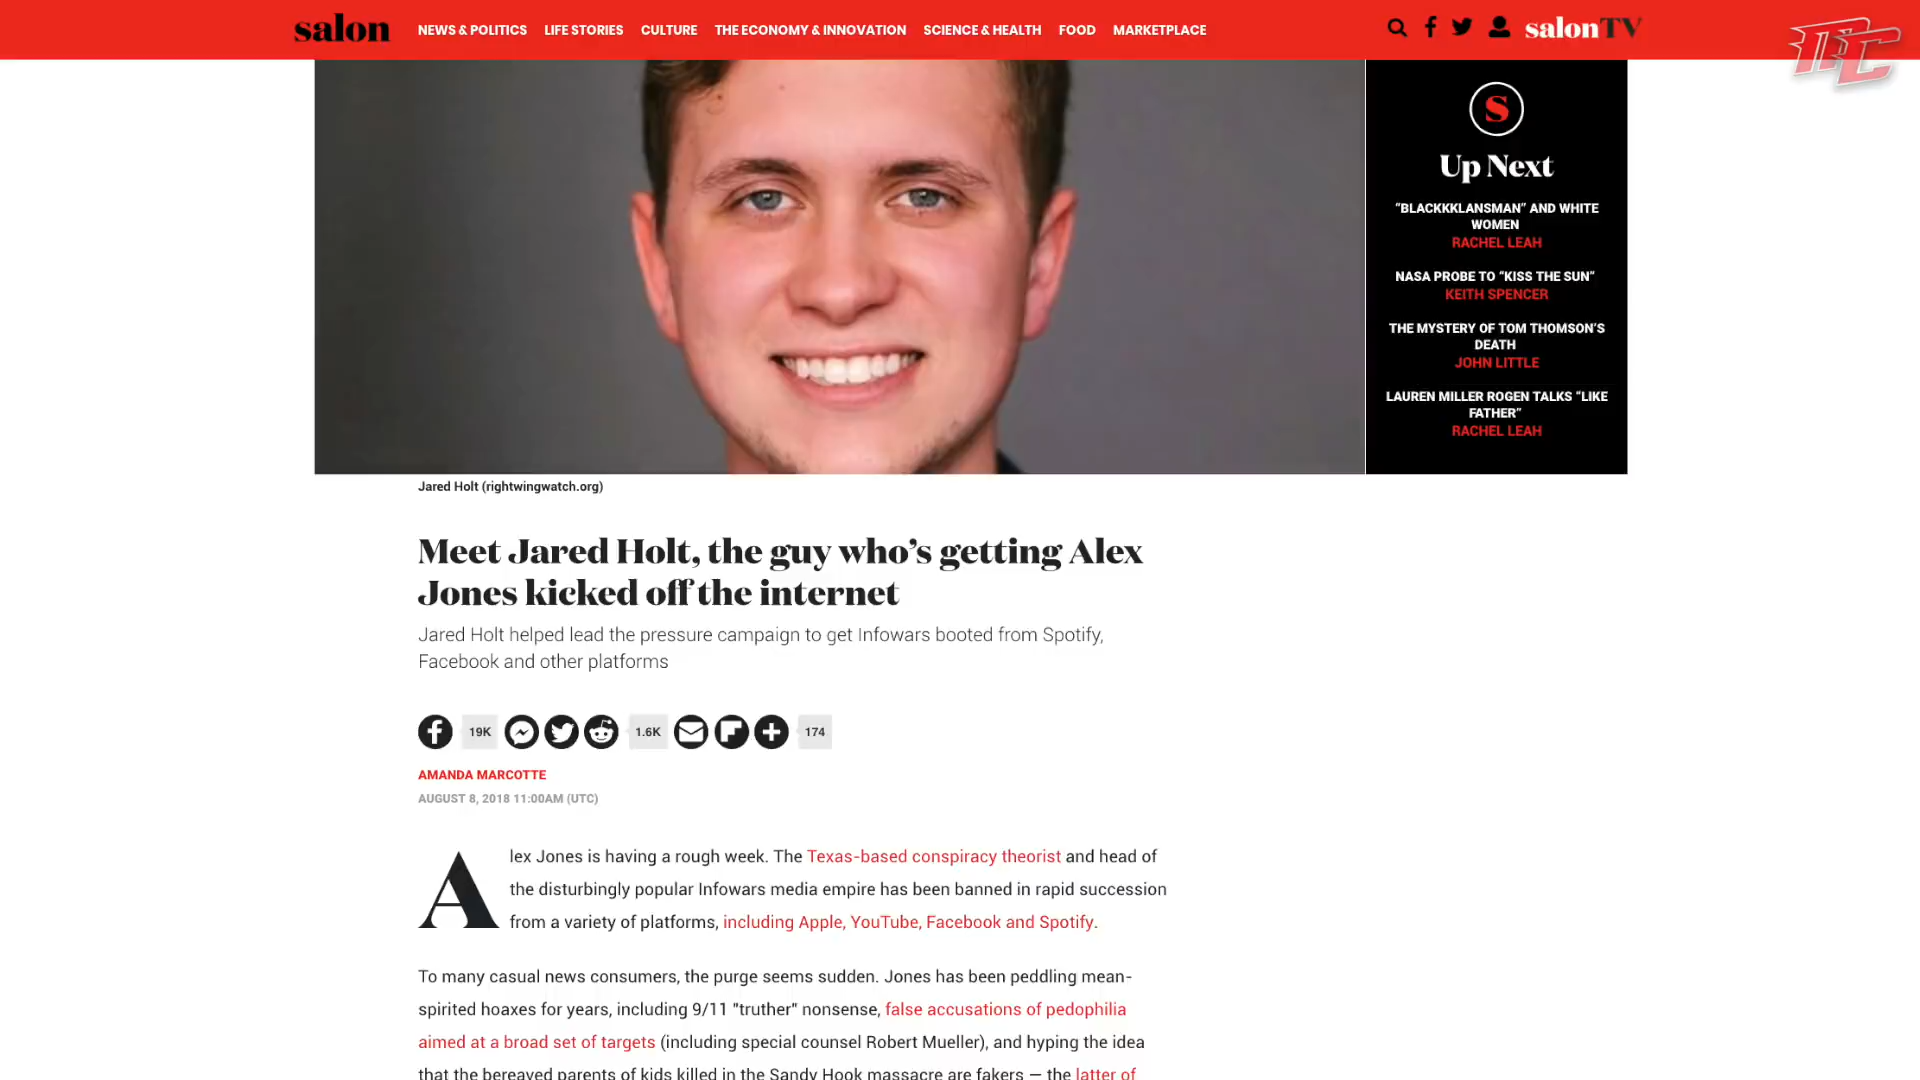 salon
NEWS & POLITICS LIFE STORIES CULTURE THE ECONOMY & INNOVATION SCIENCE & HEALTH FOOD MARKETPLACE
salonTV
S
Up Next
“BLACKKKLANSMAN” AND WHITE
WOMEN
RACHEL LEAH
NASA PROBE TO “KISS THE SUN”
KEITH SPENCER
THE MYSTERY OF TOM THOMSON’S
DEATH
JOHN LITTLE
LAUREN MILLER ROGEN TALKS “LIKE
FATHER”
RACHEL LEAH
Jared Holt (rightwingwatch.org)
Meet Jared Holt, the guy who’s getting Alex
Jones kicked off the internet
Jared Holt helped lead the pressure campaign to get Infowars booted from Spotify,
Facebook and other platforms
19K 1.6K 174
AMANDA MARCOTTE
AUGUST 8, 2018 11:00AM (UTC)
Alex Jones is having a rough week. The Texas-based conspiracy theorist and head of
the disturbingly popular Infowars media empire has been banned in rapid succession
from a variety of platforms, including Apple, YouTube, Facebook and Spotify.
To many casual news consumers, the purge seems sudden. Jones has been peddling mean-
spirited hoaxes for years, including 9/11 "truther" nonsense, false accusations of pedophilia
aimed at a broad set of targets (including special counsel Robert Mueller), and hyping the idea
that the bereaved parents of kids killed in the Sandy Hook massacre are fakers — the latter of